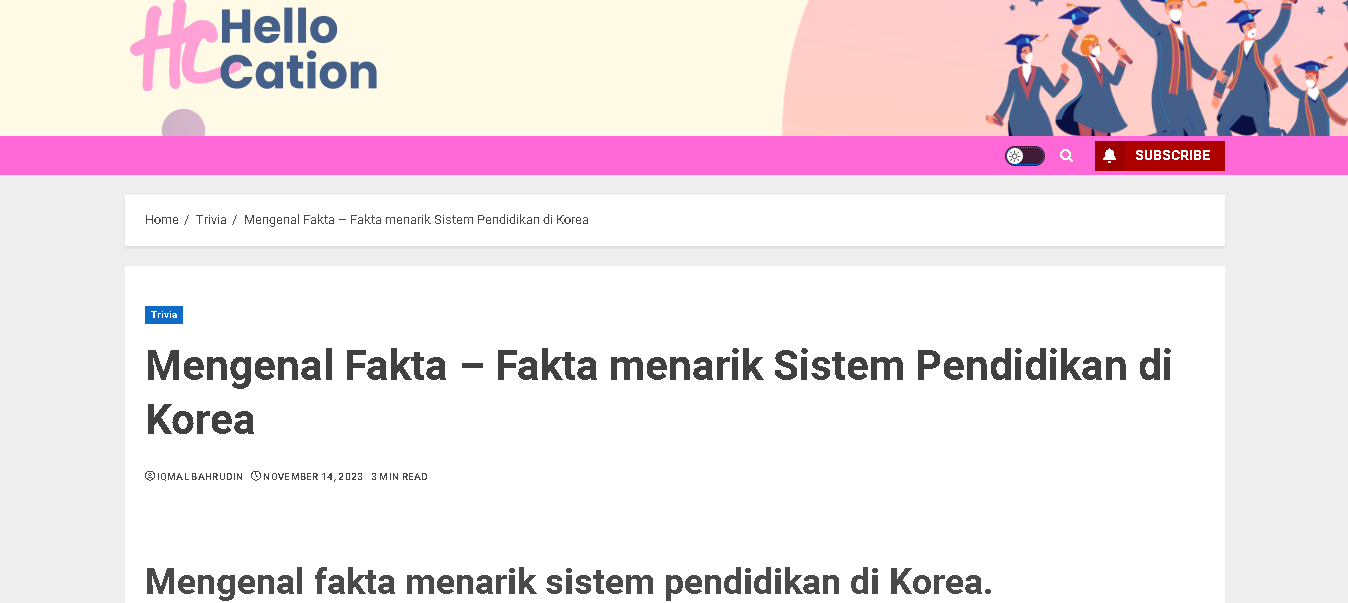 HC Hello
Cation
SUBSCRIBE
Home / Trivia / Mengenal Fakta – Fakta menarik Sistem Pendidikan di Korea
Trivia
Mengenal Fakta – Fakta menarik Sistem Pendidikan di
Korea
IQMAL BAHRUDIN NOVEMBER 14, 2023 3 MIN READ
Mengenal fakta menarik sistem pendidikan di Korea.